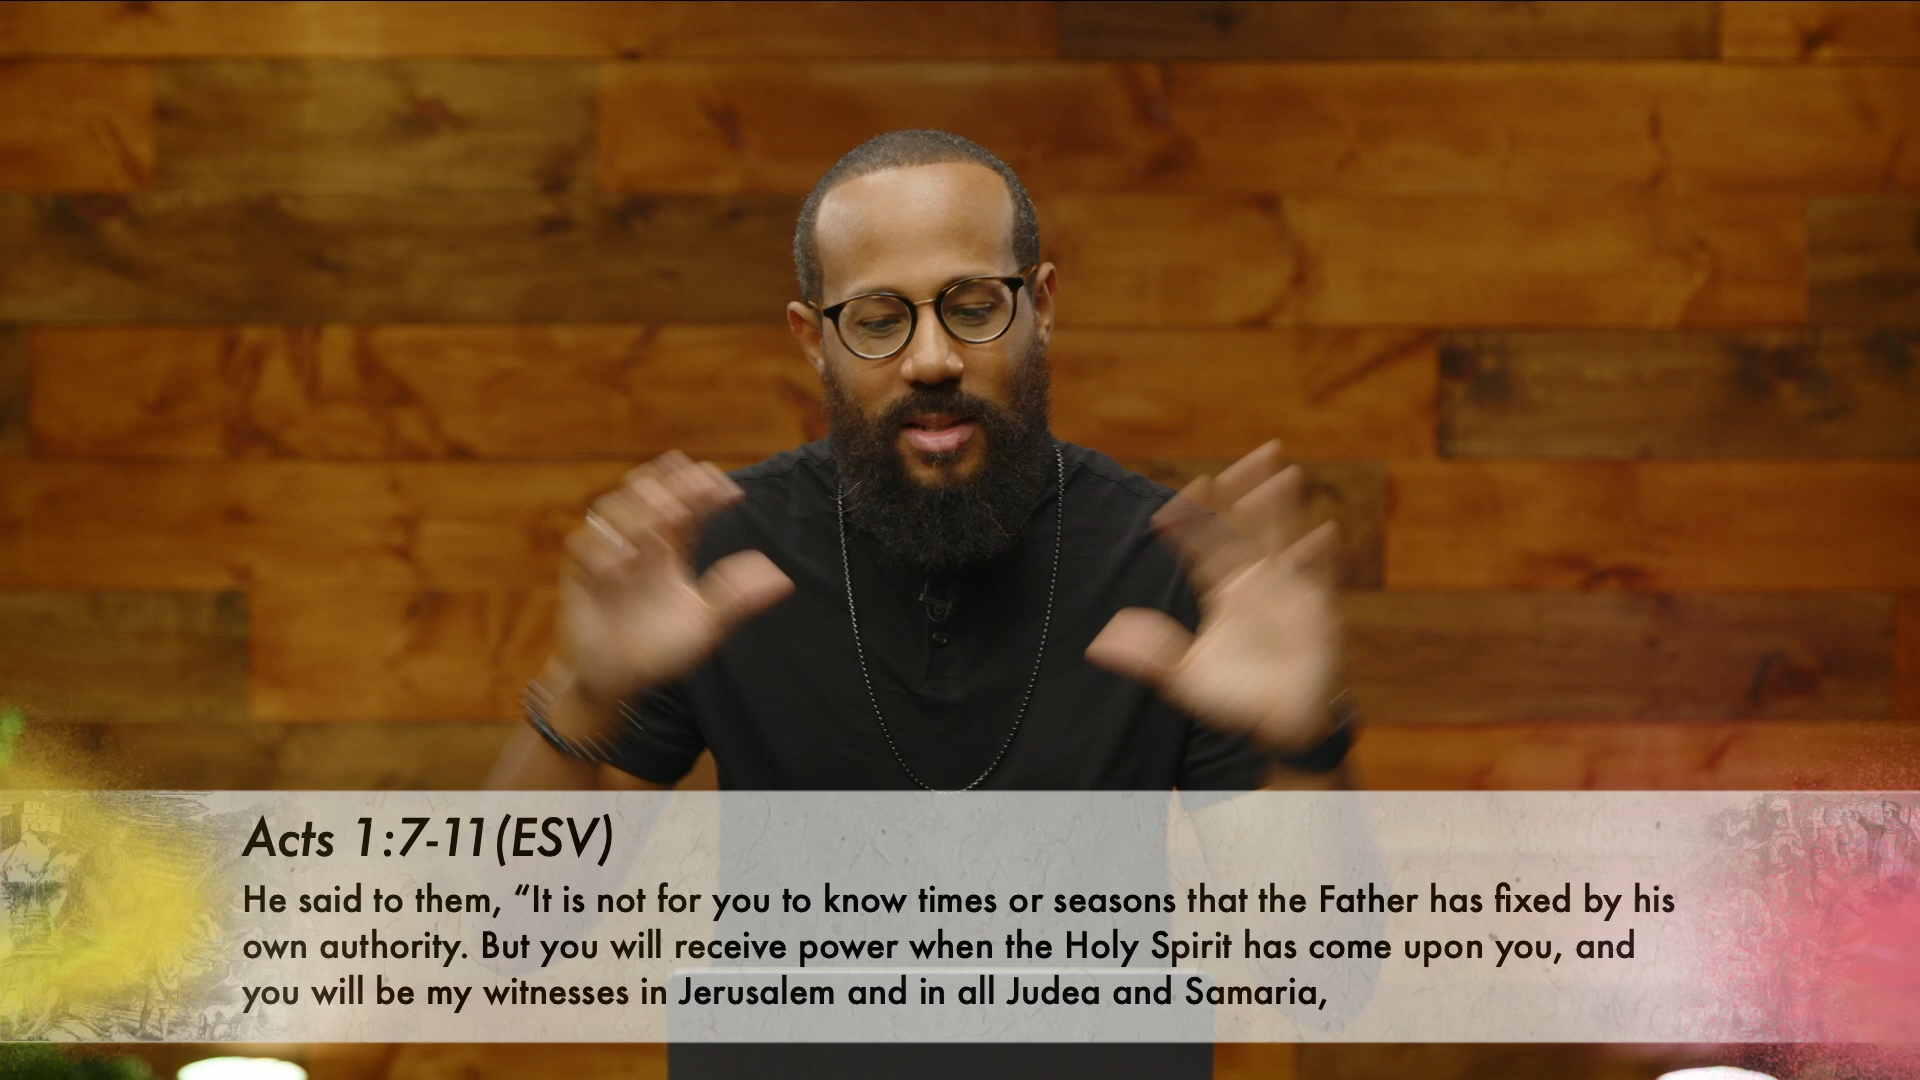 Acts 1:7-11(ESV)
He said to them, “It is not for you to know times or seasons that the Father has fixed by his
own authority. But you will receive power when the Holy Spirit has come upon you, and
you will be my witnesses in Jerusalem and in all Judea and Samaria,